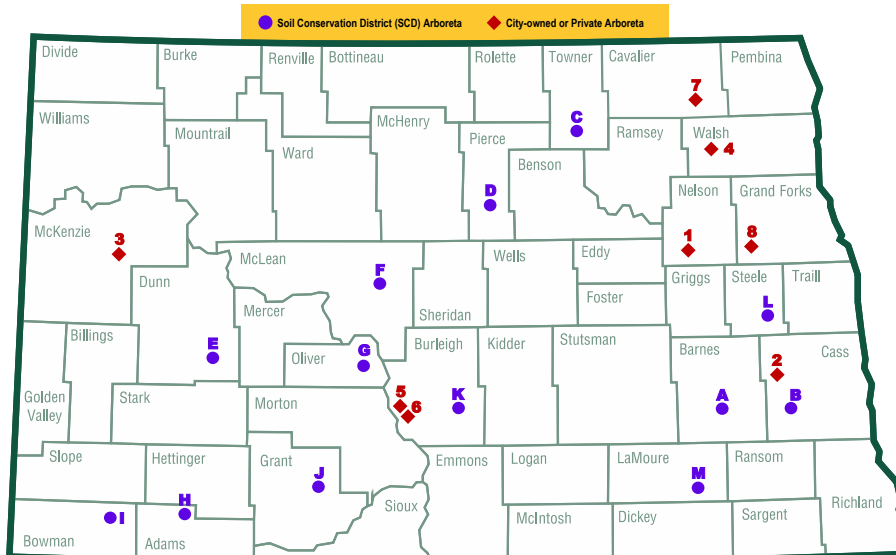 Soil Conservation District (SCD) Arboreta City-owned or Private Arboreta
Divide Burke Renville Bottineau Rolette Towner Cavalier Pembina
7
Williams Mountrail Ward McHenry Pierce C Ramsey Walsh
4
Benson
D Nelson Grand Forks
McKenzie 3 1 8
McLean Wells Eddy
F
Dunn Griggs Steele Traill
Mercer Sheridan Foster L
Billings E Oliver G Burleigh Kidder Stutsman Barnes Cass
2
Golden
Valley
Stark Morton 5 6 K A B
Slope Hettinger Grant J Emmons Logan LaMoure M Ransom
H I Sioux Richland
Bowman Adams McIntosh Dickey Sargent